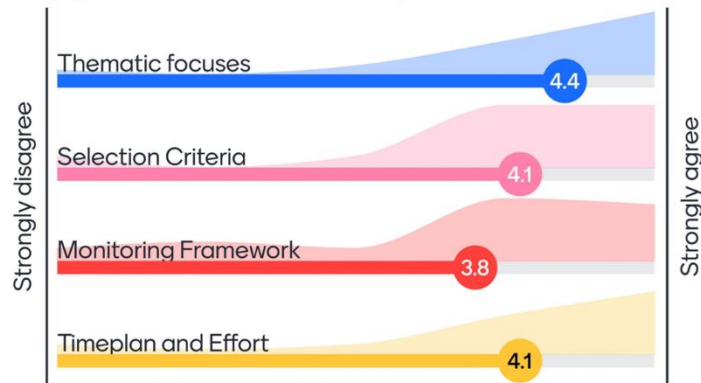 Strongly disagree
Thematic focuses
4.4
Selection Criteria
4.1
Monitoring Framework
3.8
Timeplan and Effort
4.1
Strongly agree